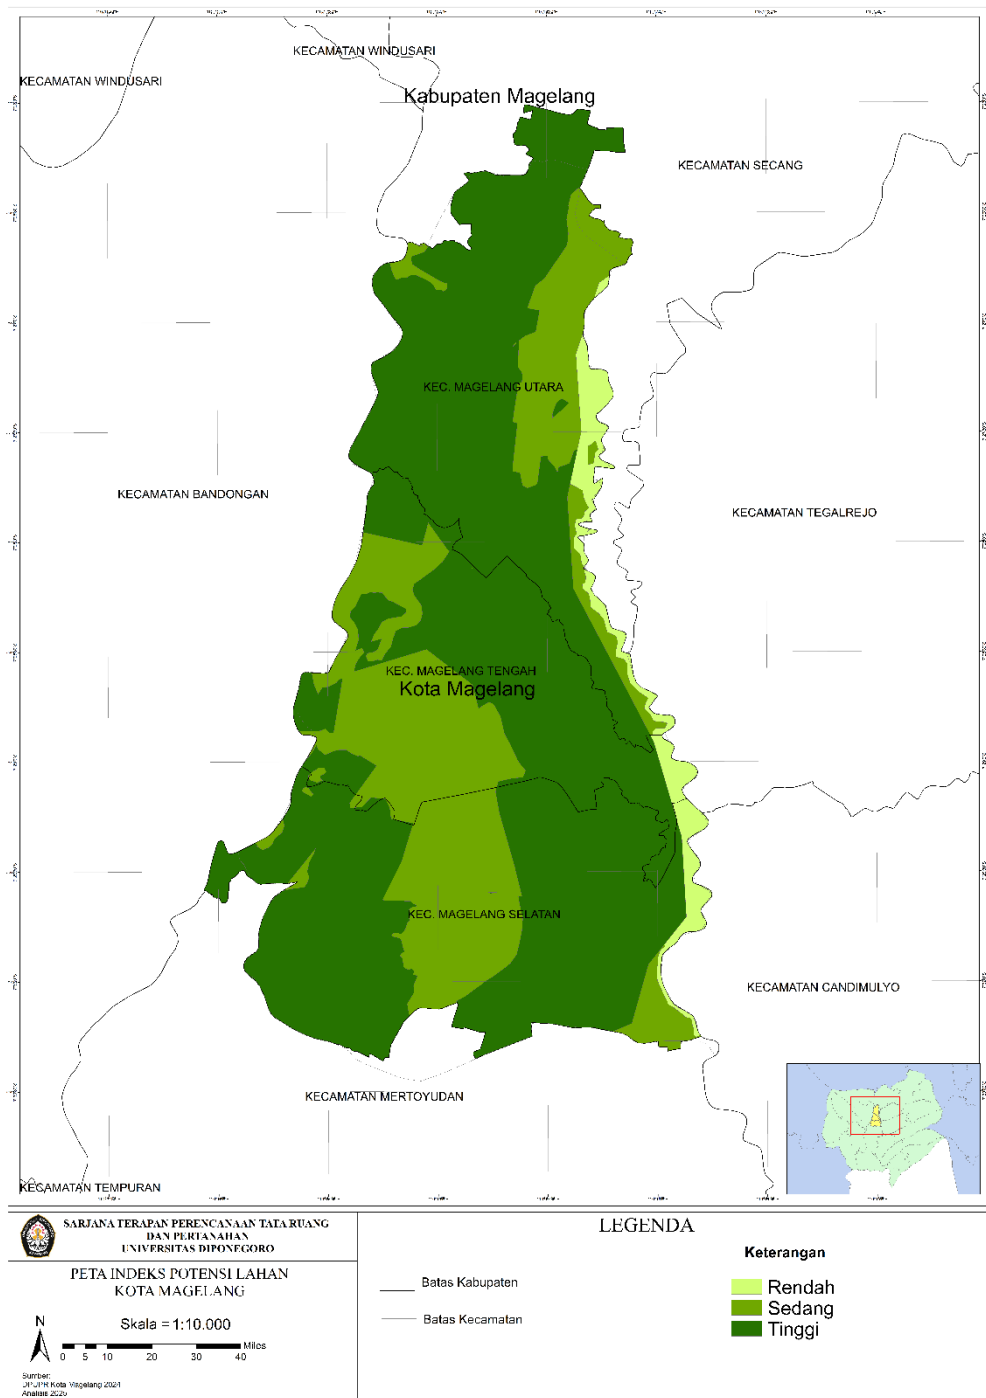 KECAMATAN WINDUSARI
KECAMATAN WINDUSARI
Kabupaten Magelang
KECAMATAN SECANG
KEC. MAGELANG UTARA
KECAMATAN BANDONGAN
KECAMATAN TEGALREJO
KEC. MAGELANG TENGAH
Kota Magelang
KEC. MAGELANG SELATAN
KECAMATAN CANDIMULYO
KECAMATAN MERTOYUDAN
KECAMATAN TEMPURAN
SARJANA TERAPAN PERENCANAAN TATA RUANG
DAN PERTANAHAN
UNIVERSITAS DIPONEGORO
PETA INDEKS POTENSI LAHAN
KOTA MAGELANG
N
Skala = 1:10.000
Miles
0 5 10 20 30 40
Sumber:
DPUPR Kota Magelang 2024
Analisis 2025
LEGENDA
Batas Kabupaten
Batas Kecamatan
Keterangan
Rendah
Sedang
Tinggi